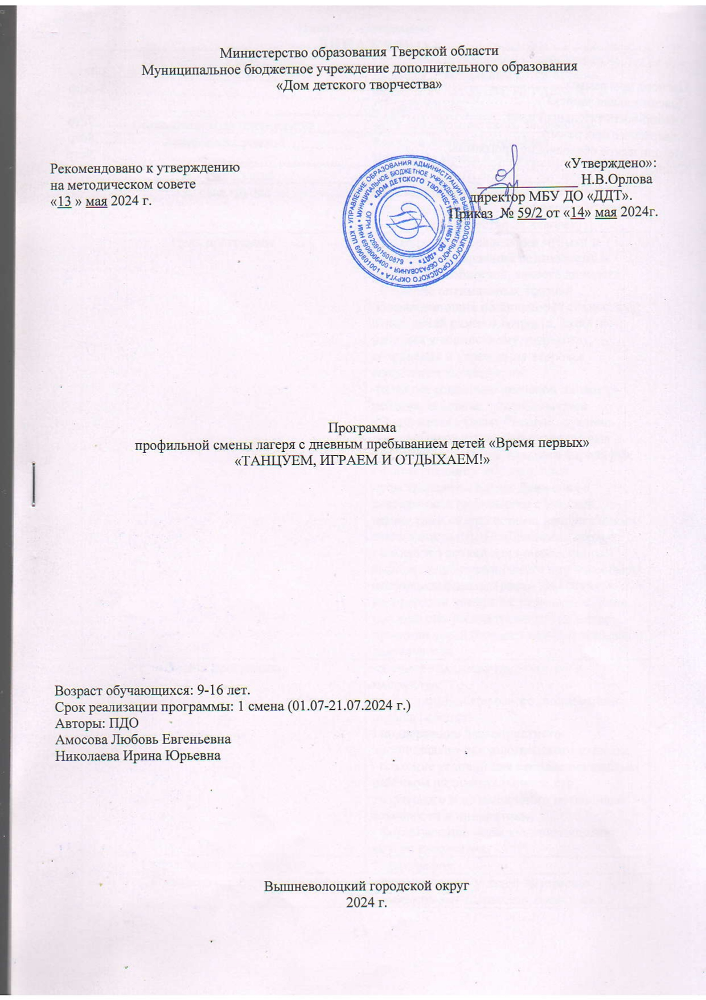 Министерство образования Тверской области
Муниципальное бюджетное учреждение дополнительного образования
«Дом детского творчества»
Рекомендовано к утверждению
на методическом совете
«13 » мая 2024 г.
«Утверждено»:
Н.В.Орлова
директор МБУ ДО «ДДТ».
Приказ № 59/2 от «14» мая 2024г.
УПРАВЛЕНИЕ ОБРАЗОВАНИЯ АДМИНИСТРАЦИИ ВЫШНЕВОЛОЦКОГО ГОРОДСКОГО ОКРУГА • КПП 690801001 •
МУНИЦИПАЛЬНОЕ БЮДЖЕТНОЕ УЧРЕЖДЕНИЕ ДОПОЛНИТЕЛЬНОГО ОБРАЗОВАНИЯ • ИНН 6908006400 •
«ДОМ ДЕТСКОГО ТВОРЧЕСТВА» (МБУ ДО «ДДТ») • ОГРН 1026901600879 •
Программа
профильной смены лагеря с дневным пребыванием детей «Время первых»
«ТАНЦУЕМ, ИГРАЕМ И ОТДЫХАЕМ!»
Возраст обучающихся: 9-16 лет.
Срок реализации программы: 1 смена (01.07-21.07.2024 г.)
Авторы: ПДО
Амосова Любовь Евгеньевна
Николаева Ирина Юрьевна
Вышневолоцкий городской округ
2024 г.